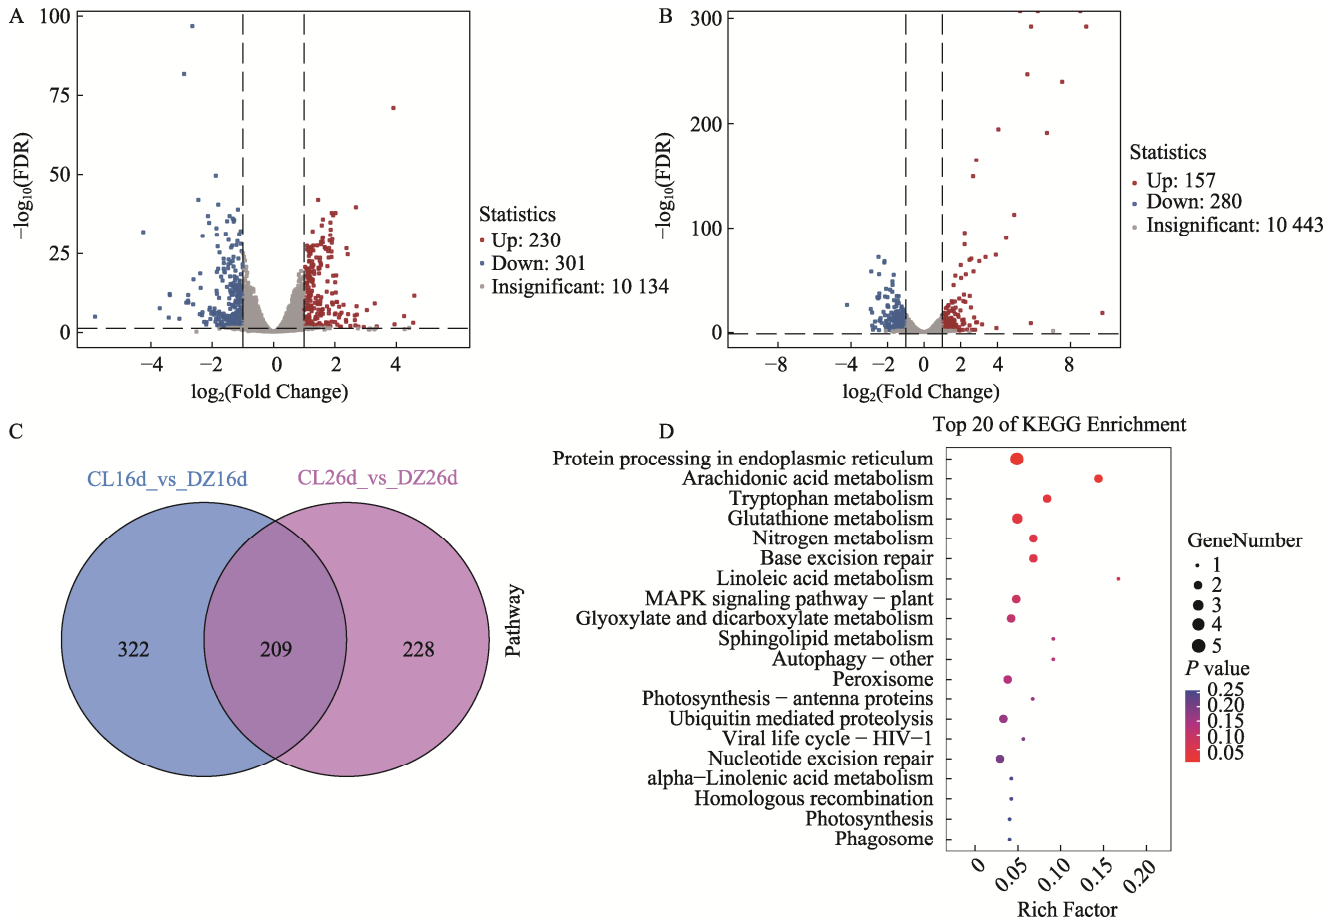 A
100
75
50
25
0
−log10(FDR)
−4
−2
0
2
4
log2(Fold Change)
Statistics
Up: 230
Down: 301
Insignificant: 10 134
B
300
200
100
0
−log10(FDR)
−8
−4
−2
0
2
4
8
log2(Fold Change)
Statistics
Up: 157
Down: 280
Insignificant: 10 443
C
CL16d_vs_DZ16d
CL26d_vs_DZ26d
322
209
228
D
Top 20 of KEGG Enrichment
Pathway
Protein processing in endoplasmic reticulum
Arachidonic acid metabolism
Tryptophan metabolism
Glutathione metabolism
Nitrogen metabolism
Base excision repair
Linoleic acid metabolism
MAPK signaling pathway − plant
Glyoxylate and dicarboxylate metabolism
Sphingolipid metabolism
Autophagy − other
Peroxisome
Photosynthesis − antenna proteins
Ubiquitin mediated proteolysis
Viral life cycle − HIV−1
Nucleotide excision repair
alpha−Linolenic acid metabolism
Homologous recombination
Photosynthesis
Phagosome
0
0.05
0.10
0.15
0.20
Rich Factor
GeneNumber
1
2
3
4
5
P value
0.25
0.20
0.15
0.10
0.05